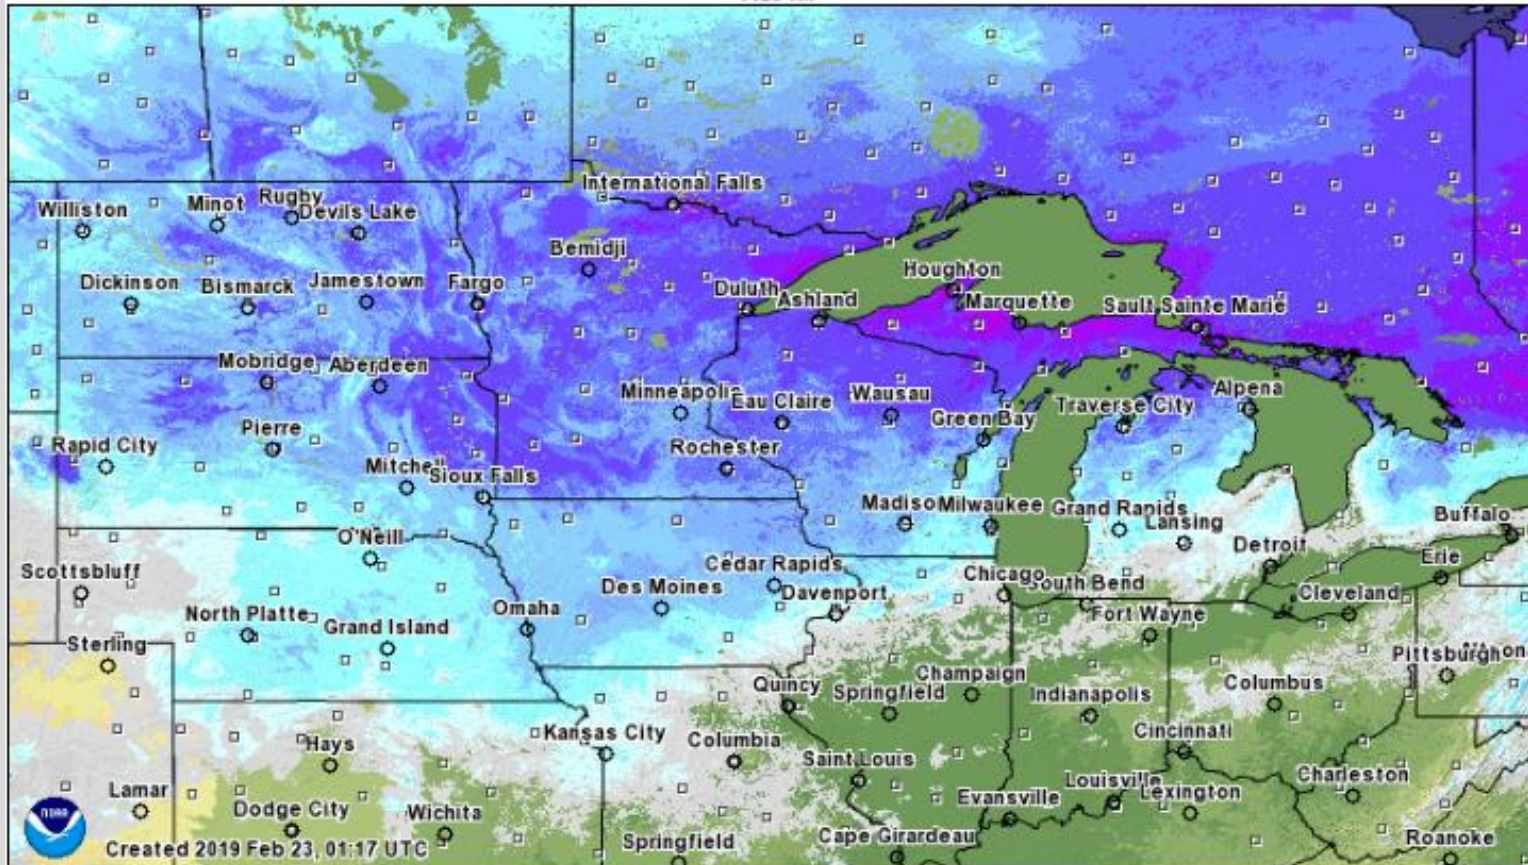 International Falls
Williston
Minot
Rugby
Devils Lake
Bemidji
Dickinson
Bismarck
Jamestown
Fargo
Duluth
Ashland
Houghton
Marquette
Sault Sainte Marie
Mobridge
Aberdeen
Minneapolis
Eau Claire
Wausau
Green Bay
Traverse City
Alpena
Rapid City
Pierre
Mitchell
Sioux Falls
Rochester
Madiso
Milwaukee
Grand Rapids
Lansing
Detroit
Buffalo
O'Neill
Scottsbluff
North Platte
Grand Island
Omaha
Des Moines
Cedar Rapids
Davenport
Chicago
South Bend
Fort Wayne
Cleveland
Erie
Sterling
Quincy
Springfield
Champaign
Indianapolis
Columbus
Pittsburgh
Hays
Kansas City
Columbia
Saint Louis
Cincinnati
Lamar
Dodge City
Wichita
Evansville
Louisville
Lexington
Charleston
noaa
Created 2019 Feb 23, 01:17 UTC
Springfield
Cape Girardeau
Roanoke